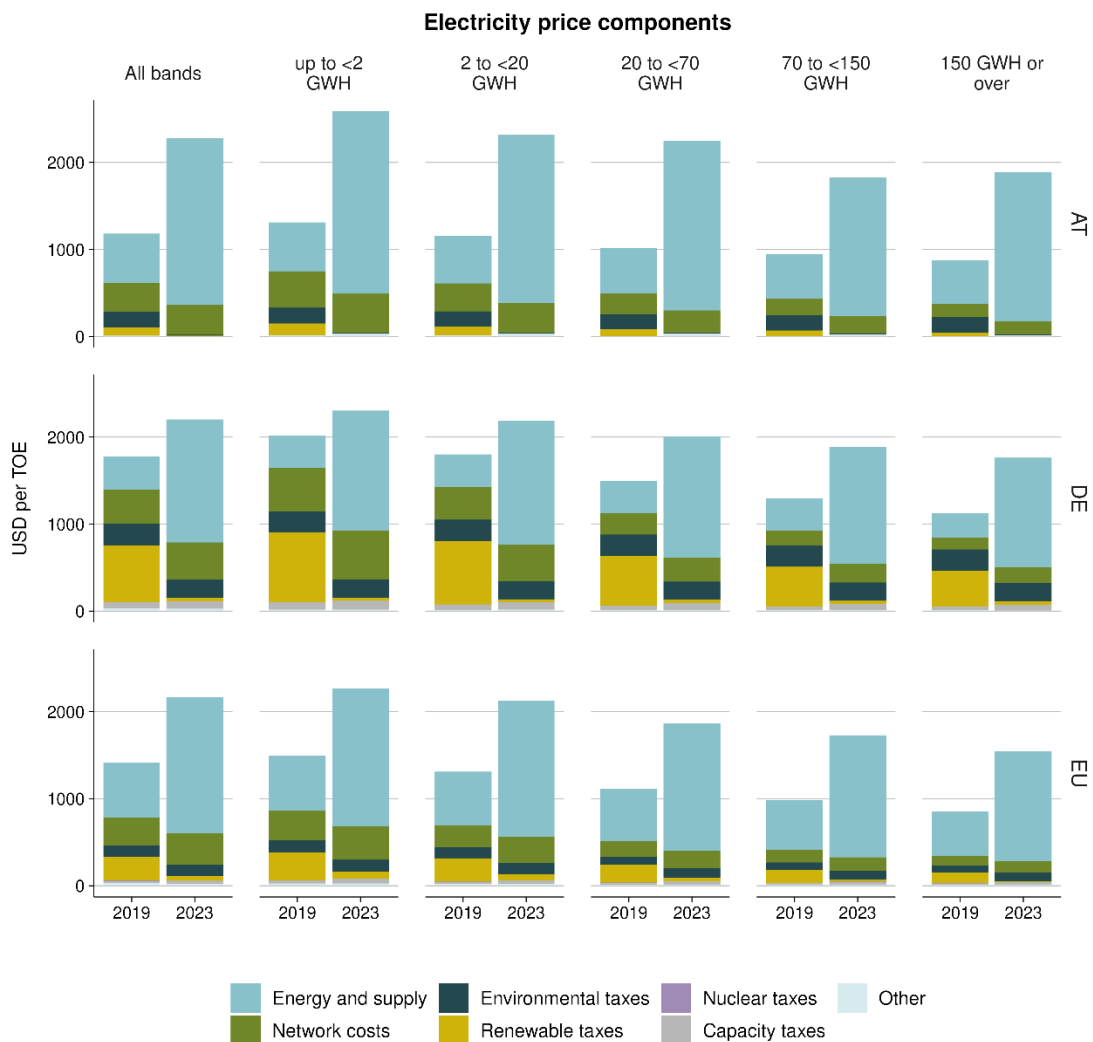 Electricity price components
All bands
up to <2
GWH
2 to <20
GWH
20 to <70
GWH
70 to <150
GWH
150 GWH or
over
2000
1000
0
AT
2000
1000
0
DE
USD per TOE
2000
1000
0
EU
2019 2023 2019 2023 2019 2023 2019 2023 2019 2023 2019 2023
Energy and supply Environmental taxes Nuclear taxes Other
Network costs Renewable taxes Capacity taxes